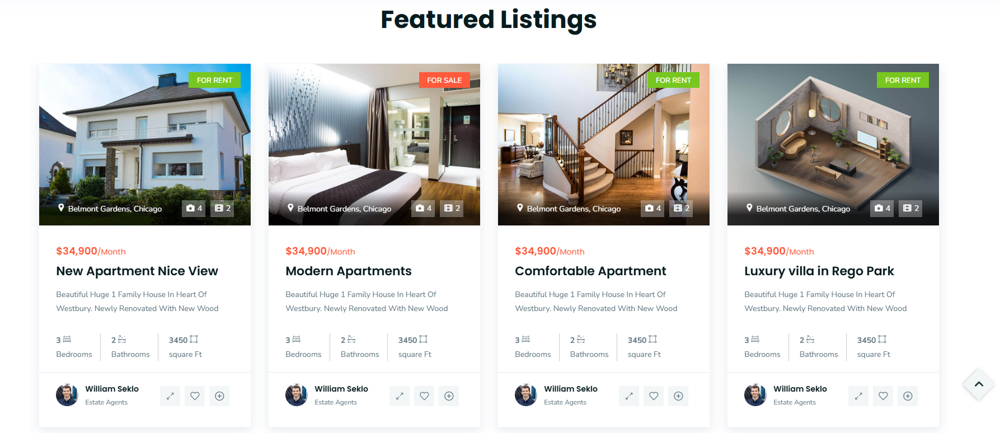 Featured Listings
FOR RENT
Belmont Gardens, Chicago
4
2
$34,900/Month
New Apartment Nice View
Beautiful Huge 1 Family House In Heart Of
Westbury. Newly Renovated With New Wood
3
Bedrooms
2
Bathrooms
3450
square Ft
William Seklo
Estate Agents
FOR SALE
Belmont Gardens, Chicago
4
2
$34,900/Month
Modern Apartments
Beautiful Huge 1 Family House In Heart Of
Westbury. Newly Renovated With New Wood
3
Bedrooms
2
Bathrooms
3450
square Ft
William Seklo
Estate Agents
FOR RENT
Belmont Gardens, Chicago
4
2
$34,900/Month
Comfortable Apartment
Beautiful Huge 1 Family House In Heart Of
Westbury. Newly Renovated With New Wood
3
Bedrooms
2
Bathrooms
3450
square Ft
William Seklo
Estate Agents
FOR RENT
Belmont Gardens, Chicago
4
2
$34,900/Month
Luxury villa in Rego Park
Beautiful Huge 1 Family House In Heart Of
Westbury. Newly Renovated With New Wood
3
Bedrooms
2
Bathrooms
3450
square Ft
William Seklo
Estate Agents